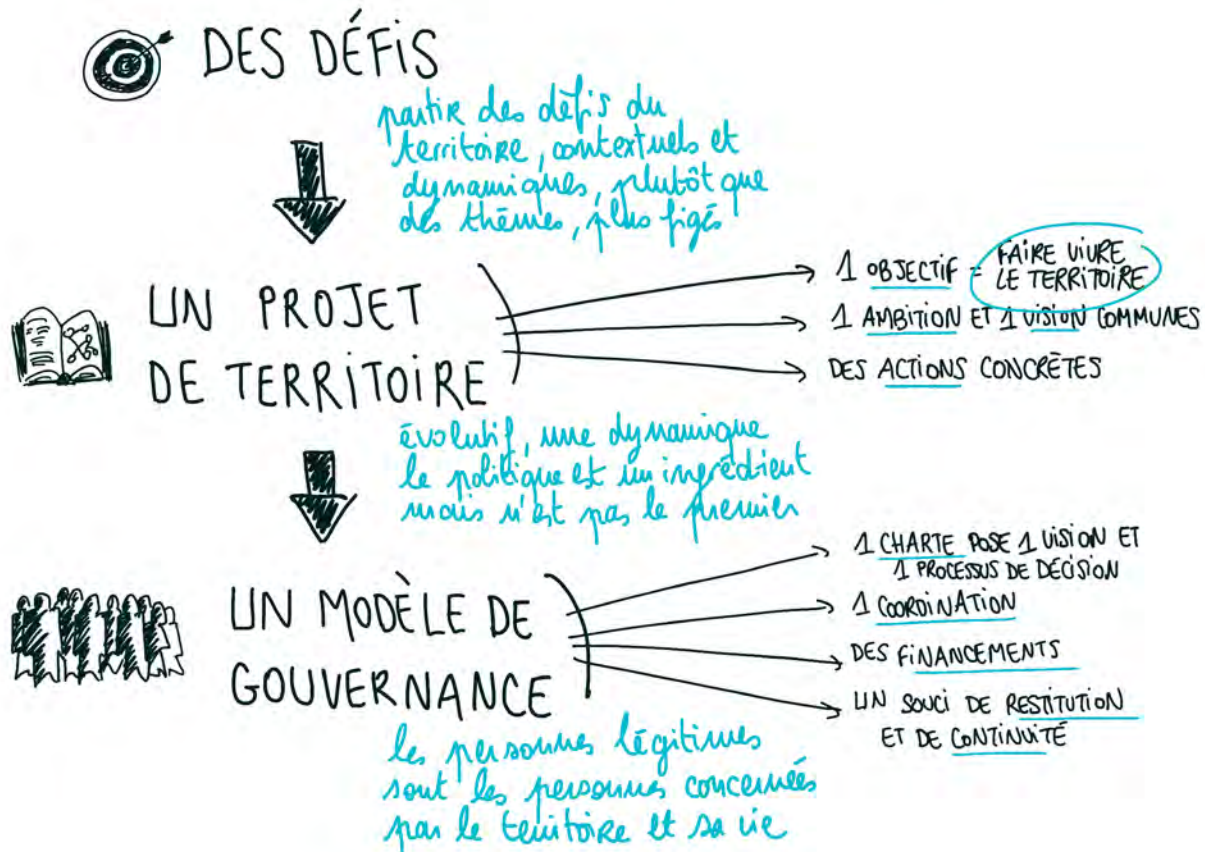 DES DÉFIS
partir des défis du
territoire, contextuels et
dynamiques, plutôt que
des thèmes, plus figés
UN PROJET
DE TERRITOIRE
1 OBJECTIF = FAIRE VIVRE
LE TERRITOIRE
1 AMBITION ET 1 VISION COMMUNES
DES ACTIONS CONCRÈTES
évolutif, une dynamique
le politique est un ingrédient
mais n'est pas le premier
UN MODÈLE DE
GOUVERNANCE
1 CHARTE POSE 1 VISION ET
1 PROCESSUS DE DÉCISION
1 COORDINATION
DES FINANCEMENTS
UN SOUCI DE RESTITUTION
ET DE CONTINUITÉ
les personnes légitimes
sont les personnes concernées
par le territoire et sa vie